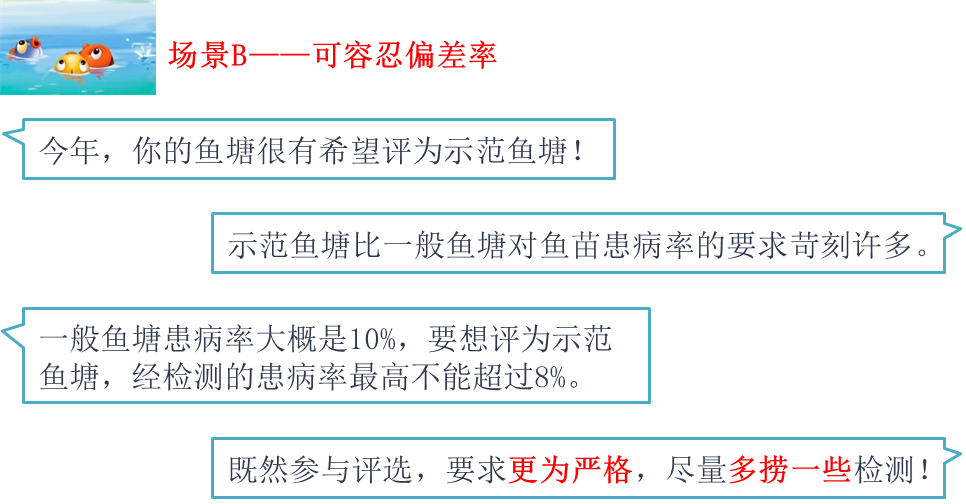 场景B——可容忍偏差率
今年，你的鱼塘很有希望评为示范鱼塘！
示范鱼塘比一般鱼塘对鱼苗患病率的要求苛刻许多。
一般鱼塘患病率大概是10%，要想评为示范
鱼塘，经检测的患病率最高不能超过8%。
既然参与评选，要求更为严格，尽量多捞一些检测！